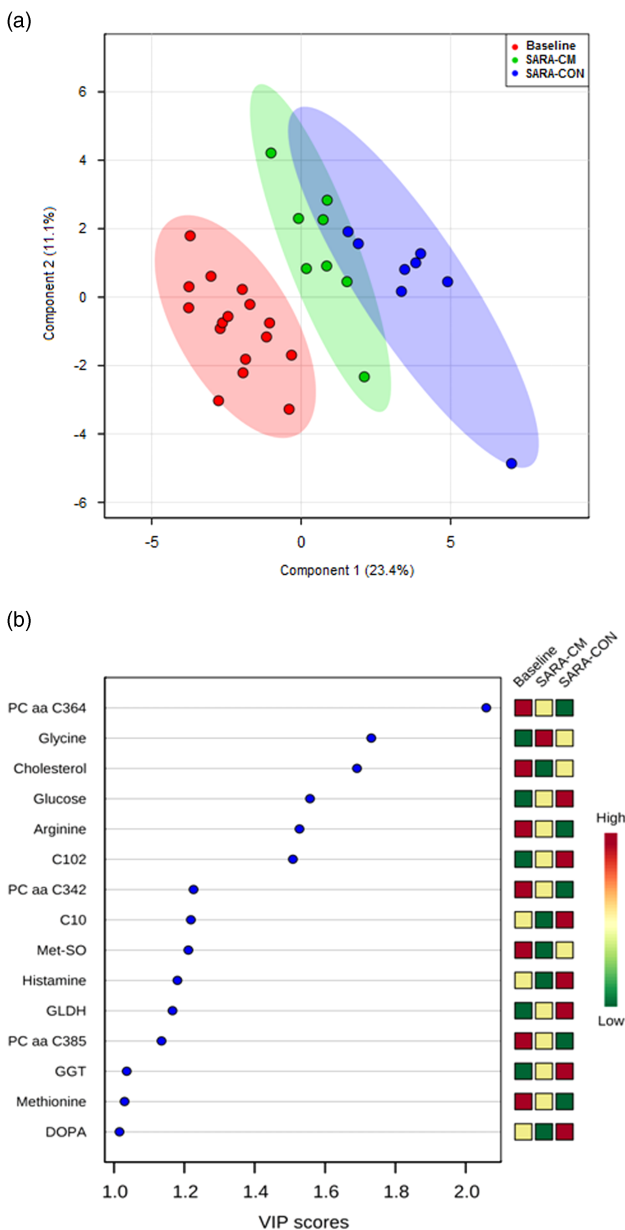 (a)
Baseline
SARA-CM
SARA-CON
6
4
2
0
-2
-4
-6
Component 2 (11.1%)
-5
0
5
Component 1 (23.4%)
(b)
Baseline
SARA-CM
SARA-CON
PC aa C364
Glycine
Cholesterol
Glucose
Arginine
C102
PC aa C342
C10
Met-SO
Histamine
GLDH
PC aa C385
GGT
Methionine
DOPA
High
Low
1.0
1.2
1.4
1.6
1.8
2.0
VIP scores